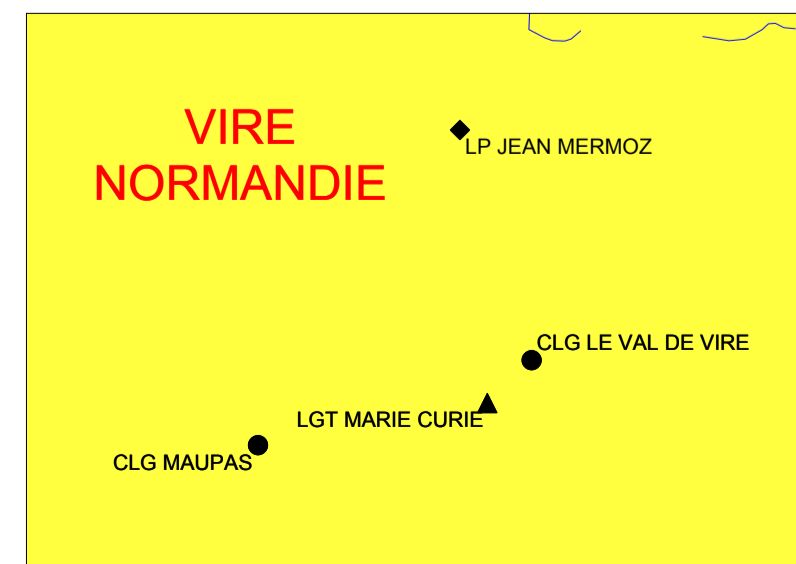 VIRE
NORMANDIE
LP JEAN MERMOZ
CLG LE VAL DE VIRE
LGT MARIE CURIE
CLG MAUPAS